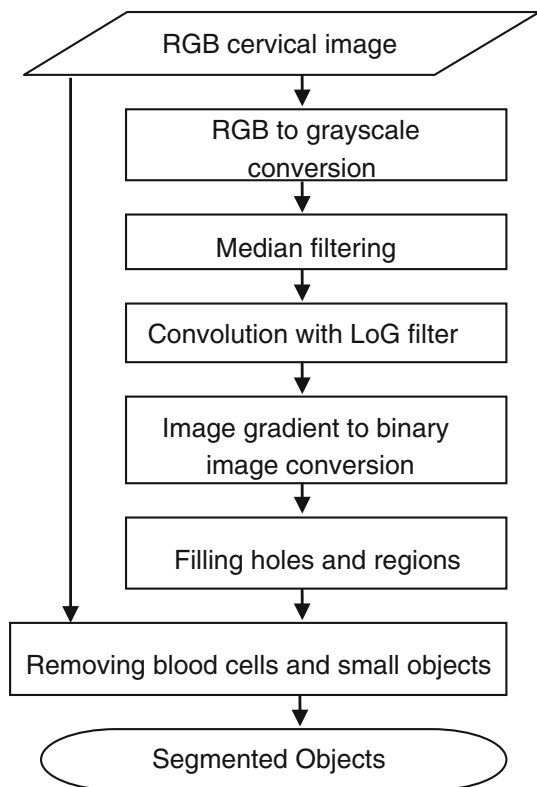 RGB cervical image
RGB to grayscale
conversion
Median filtering
Convolution with LoG filter
Image gradient to binary
image conversion
Filling holes and regions
Removing blood cells and small objects
Segmented Objects